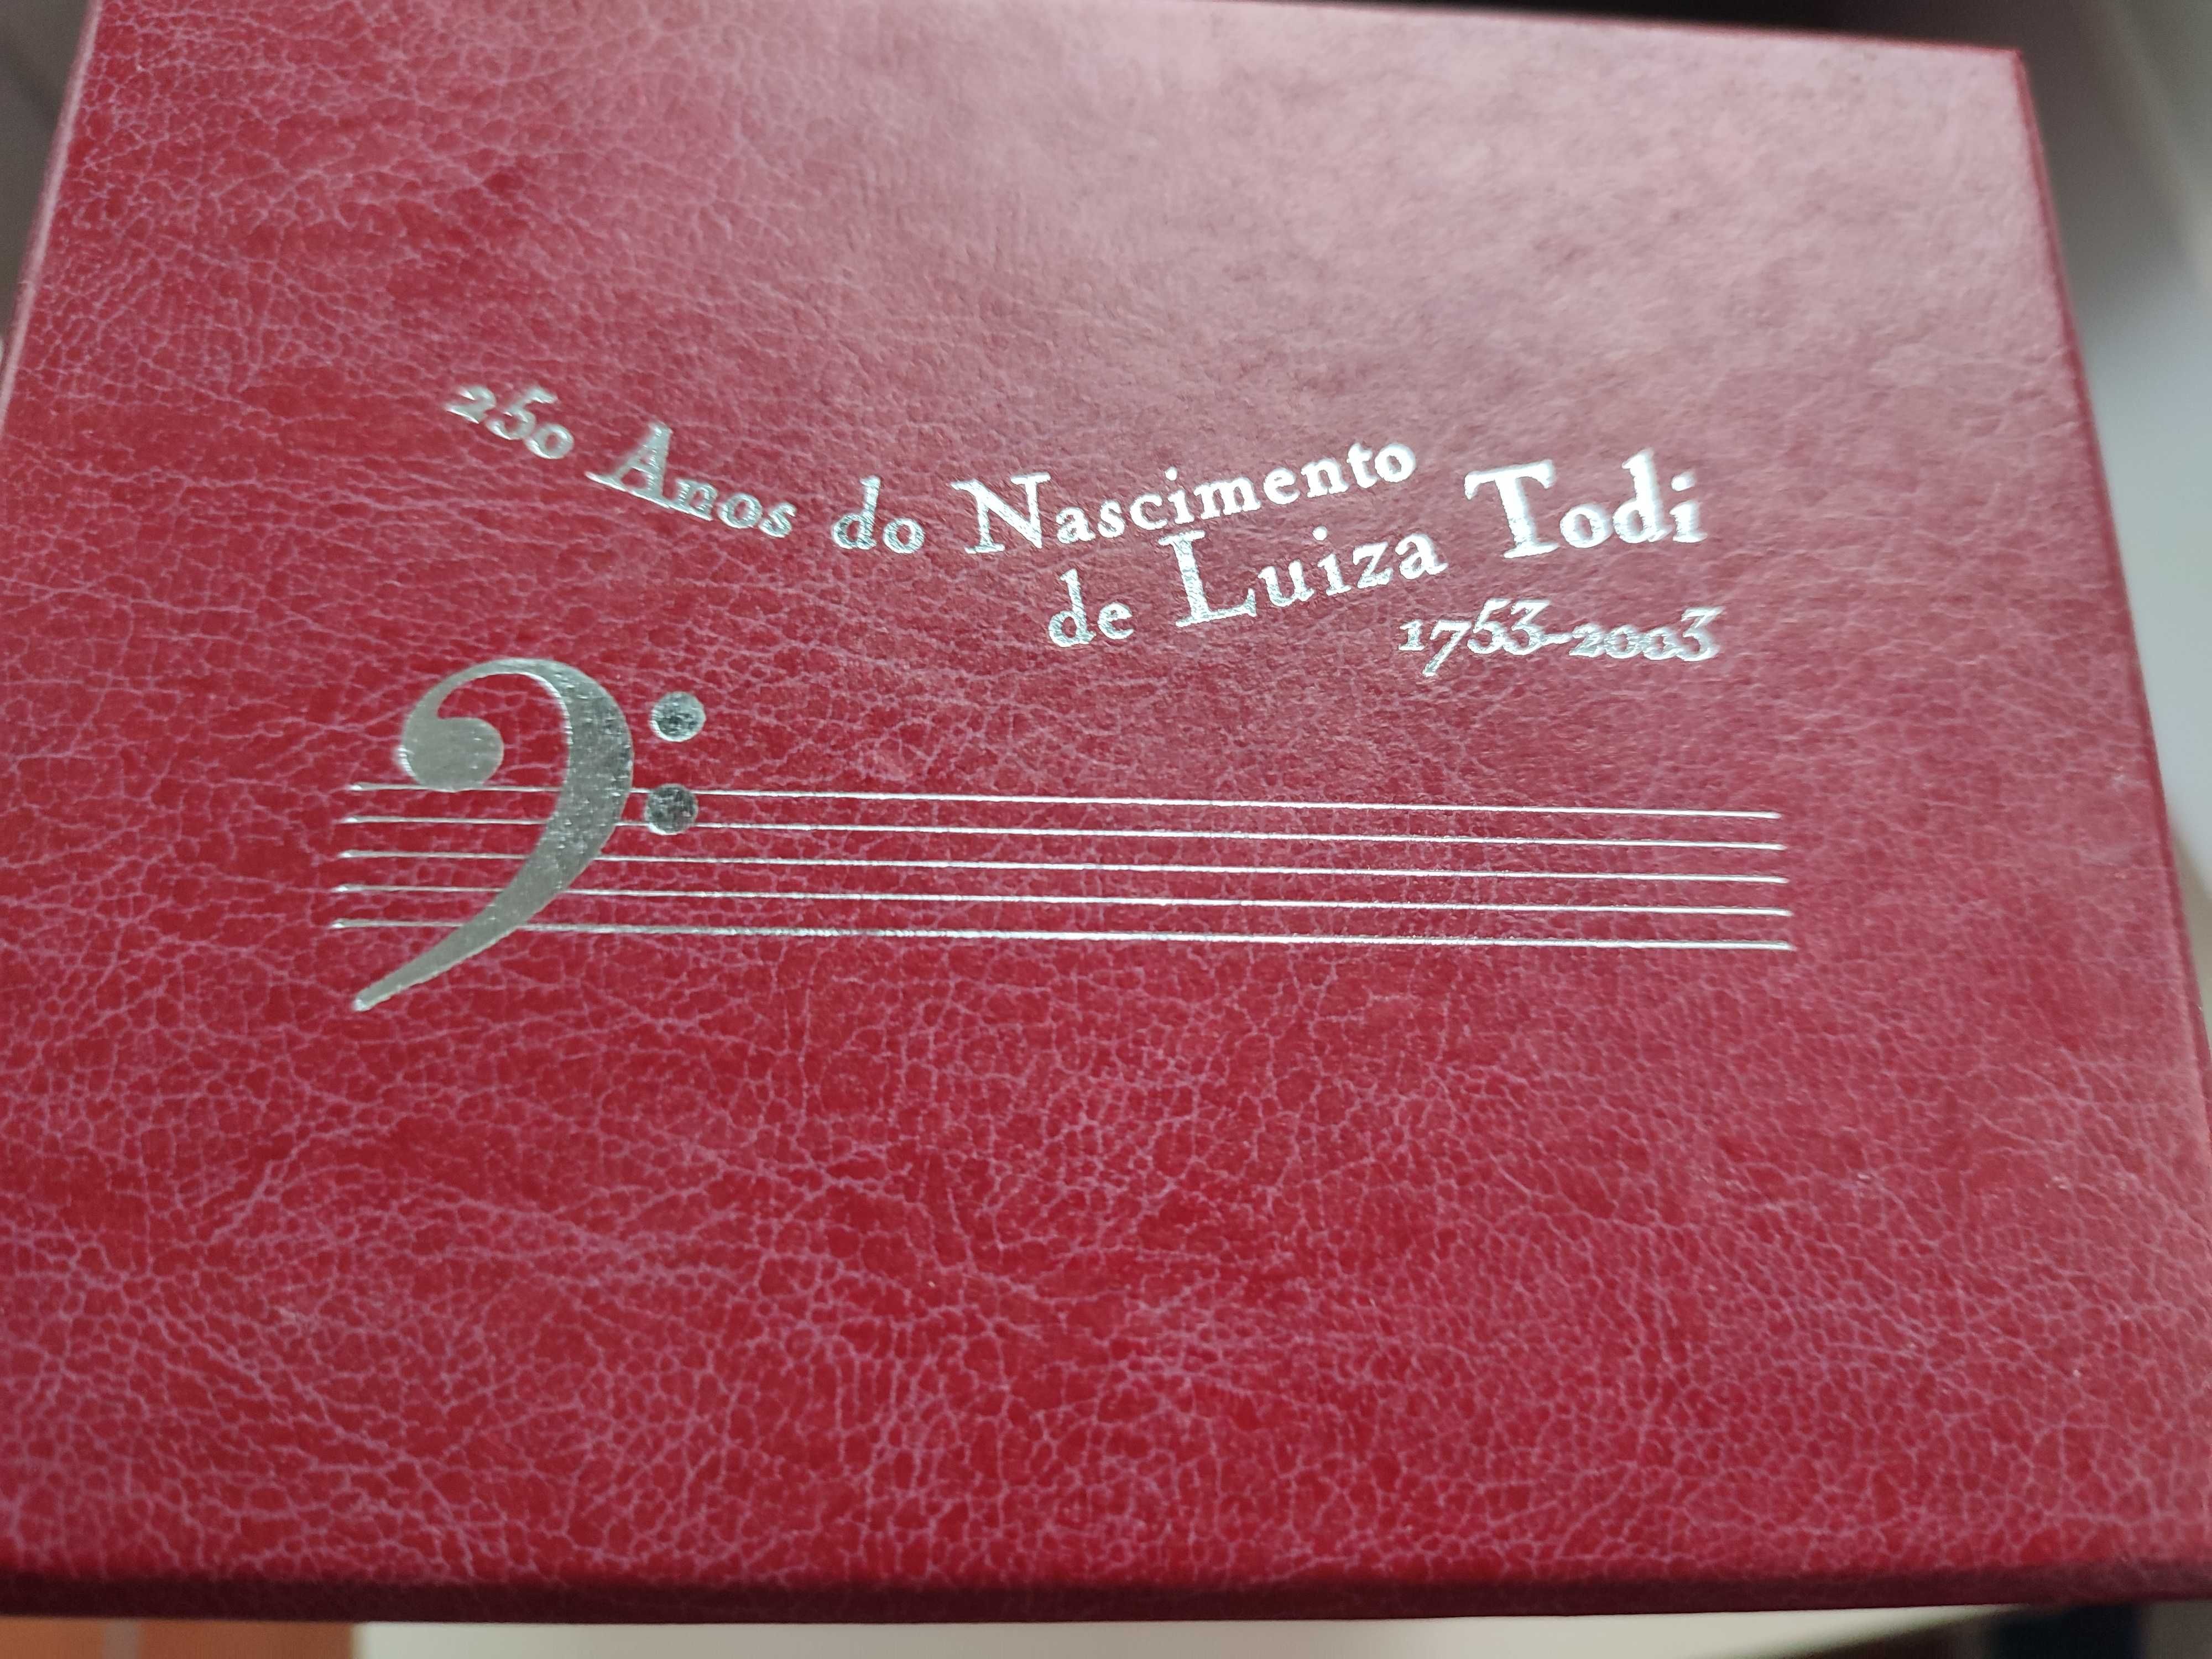 250 Anos do Nascimento
de Luiza Todi
1753-2003